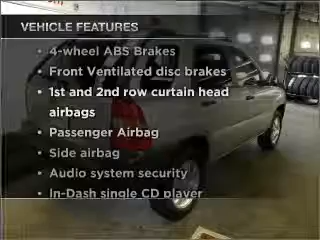 VEHICLE FEATURES
• 4-wheel ABS Brakes
• Front Ventilated disc brakes
• 1st and 2nd row curtain head
airbags
• Passenger Airbag
• Side airbag
• Audio system security
• In-Dash single CD player